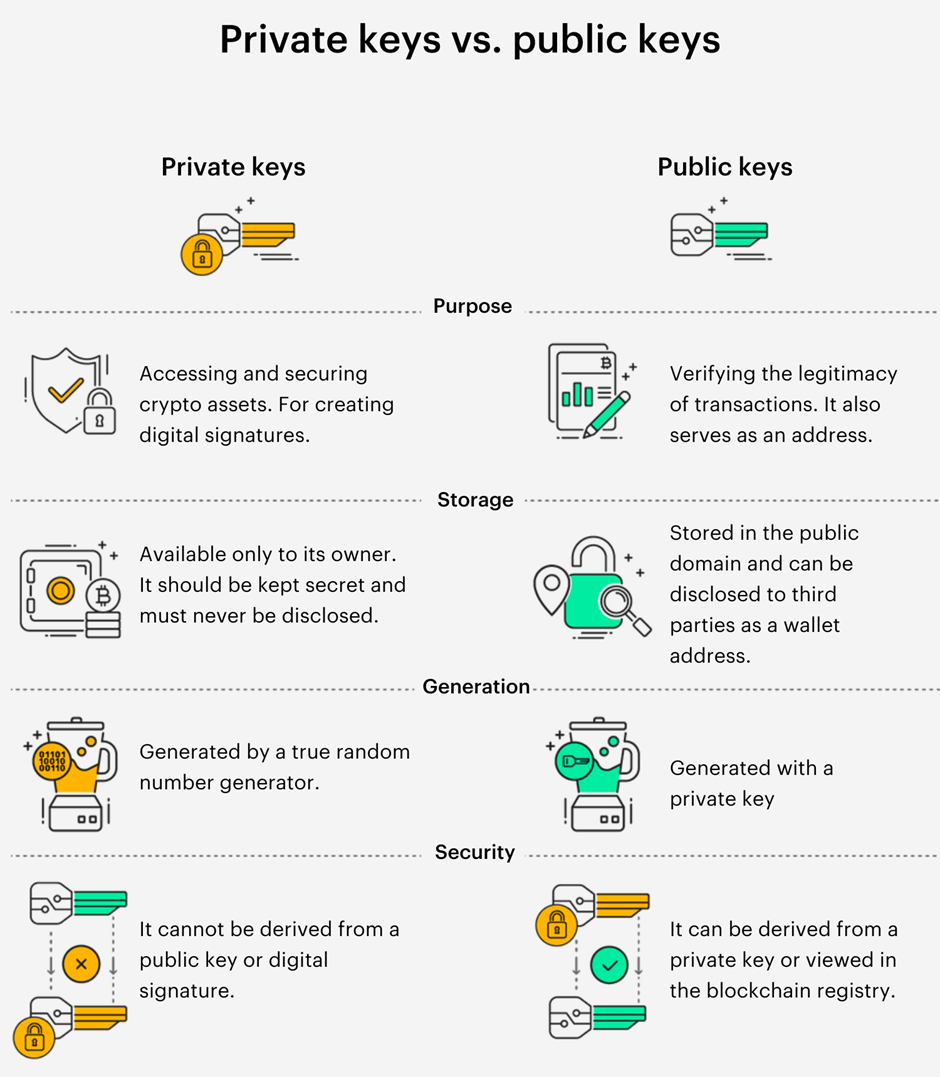 Private keys vs. public keys
Private keys
Public keys
Purpose
Accessing and securing
crypto assets. For creating
digital signatures.
Verifying the legitimacy
of transactions. It also
serves as an address.
Storage
Available only to its owner.
It should be kept secret and
must never be disclosed.
Stored in the public
domain and can be
disclosed to third
parties as a wallet
address.
Generation
01101
10010
00110
Generated by a true random
number generator.
Generated with a
private key
Security
It cannot be derived from a
public key or digital
signature.
It can be derived from a
private key or viewed in
the blockchain registry.